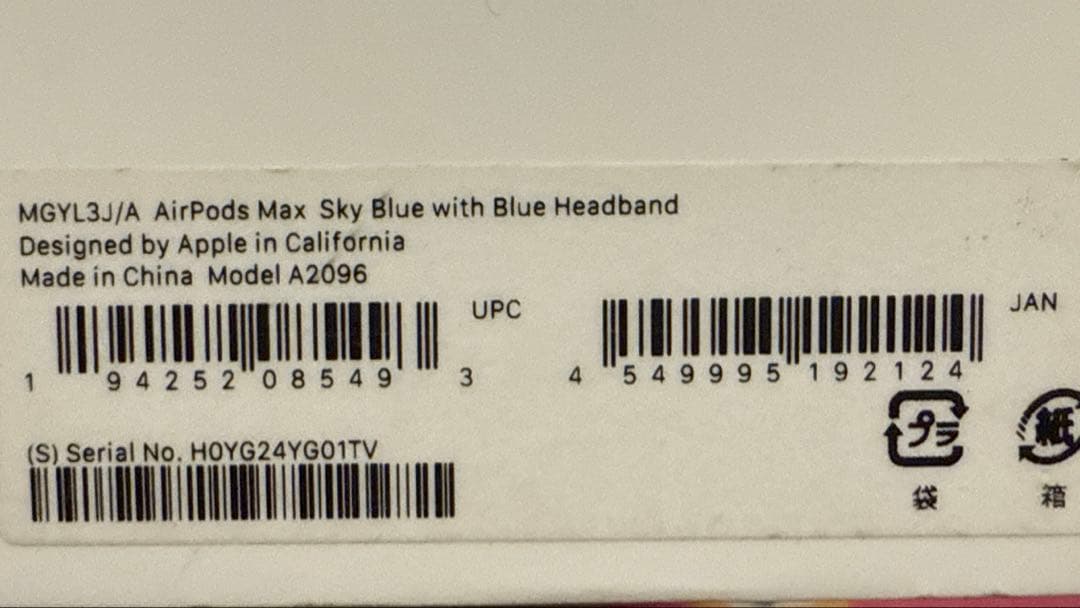 MGYL3J/A AirPods Max Sky Blue with Blue Headband
Designed by Apple in California
Made in China Model A2096
UPC
JAN
1 94252 08549 3
4 549995 192124
(S) Serial No. H0YG24YG01TV
プラ
紙
袋
箱